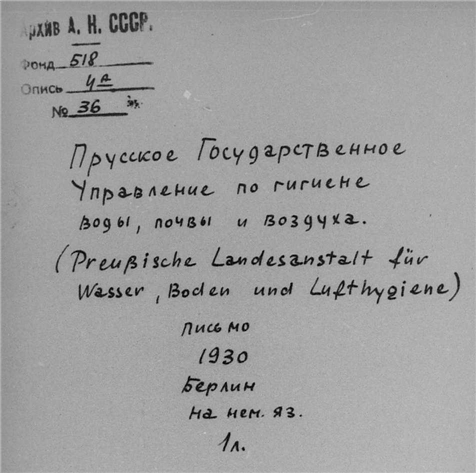 Архив А. Н. СССР.
Фонд 518
Опись 4А
№ 36
Прусское Государственное
Управление по гигиене
воды, почвы и воздуха.
(Preußische Landesanstalt für
Wasser, Boden und Lufthygiene)
письмо
1930
Берлин
на нем. яз.
1 л.